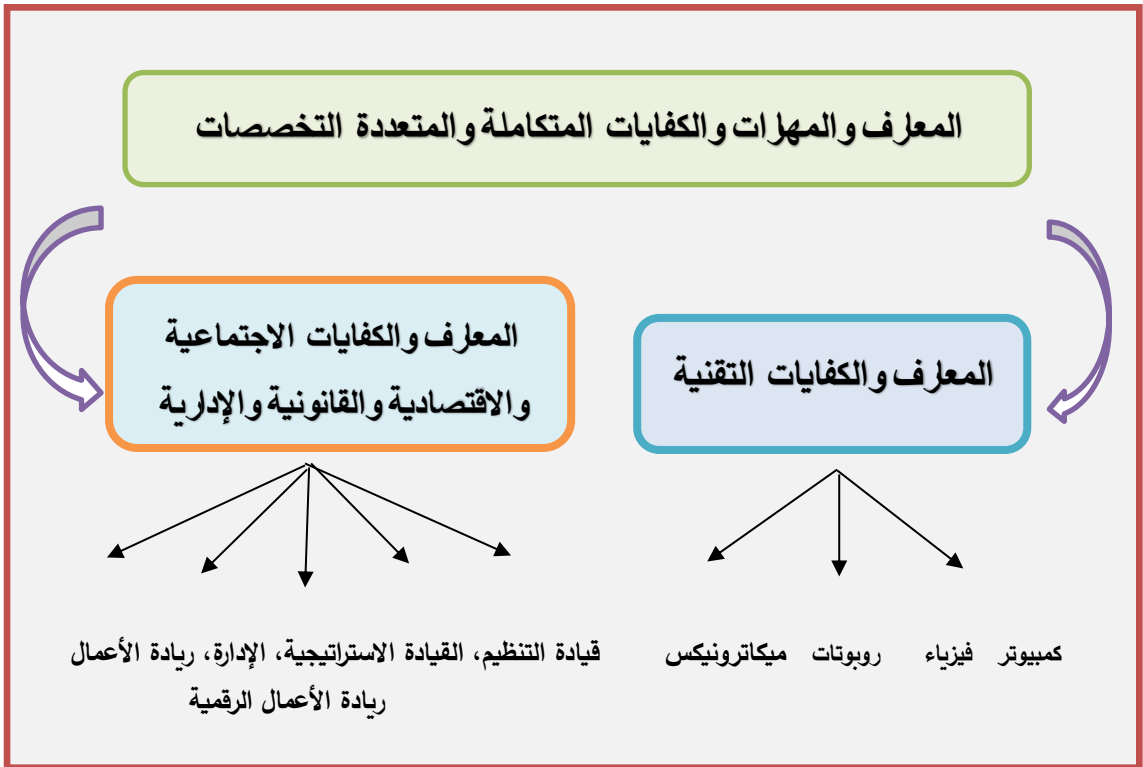 المعارف والمهارات والكفايات المتكاملة والمتعددة التخصصات
المعارف والكفايات التقنية
المعارف والكفايات الاجتماعية
والاقتصادية والقانونية والإدارية
كمبيوتر فيزياء روبوتات ميكاترونيكس
قيادة التنظيم، القيادة الاستراتيجية، الإدارة، ريادة الأعمال
ريادة الأعمال الرقمية